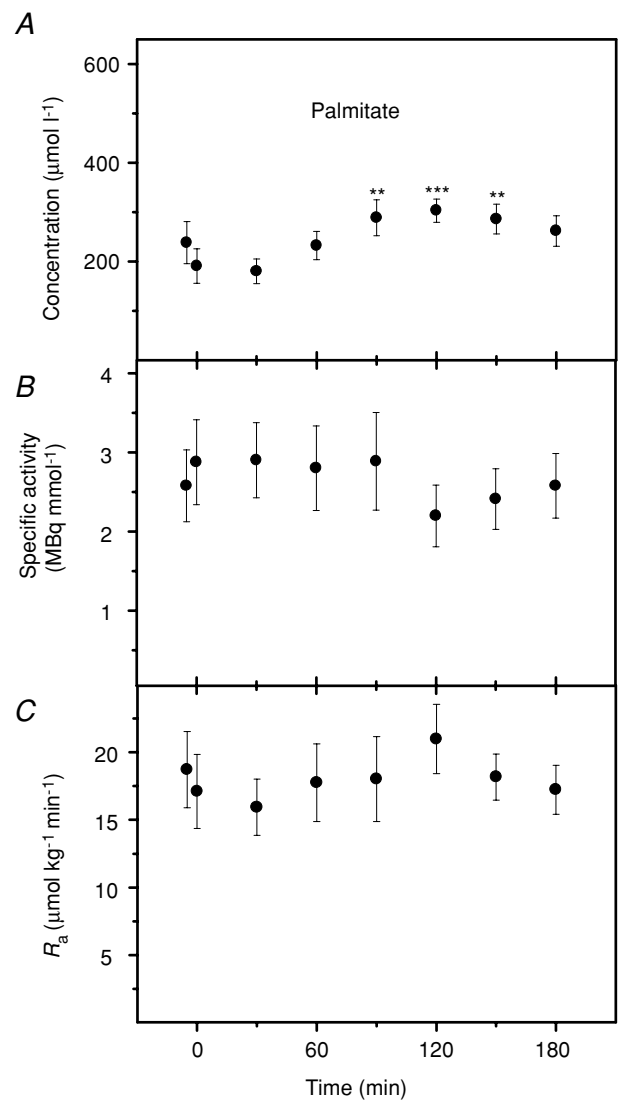 A
Concentration (μmol l⁻¹)
600
400
200
Palmitate
**
***
**
B
Specific activity
(MBq mmol⁻¹)
4
3
2
1
C
Rₐ (μmol kg⁻¹ min⁻¹)
20
15
10
5
0
60
120
180
Time (min)